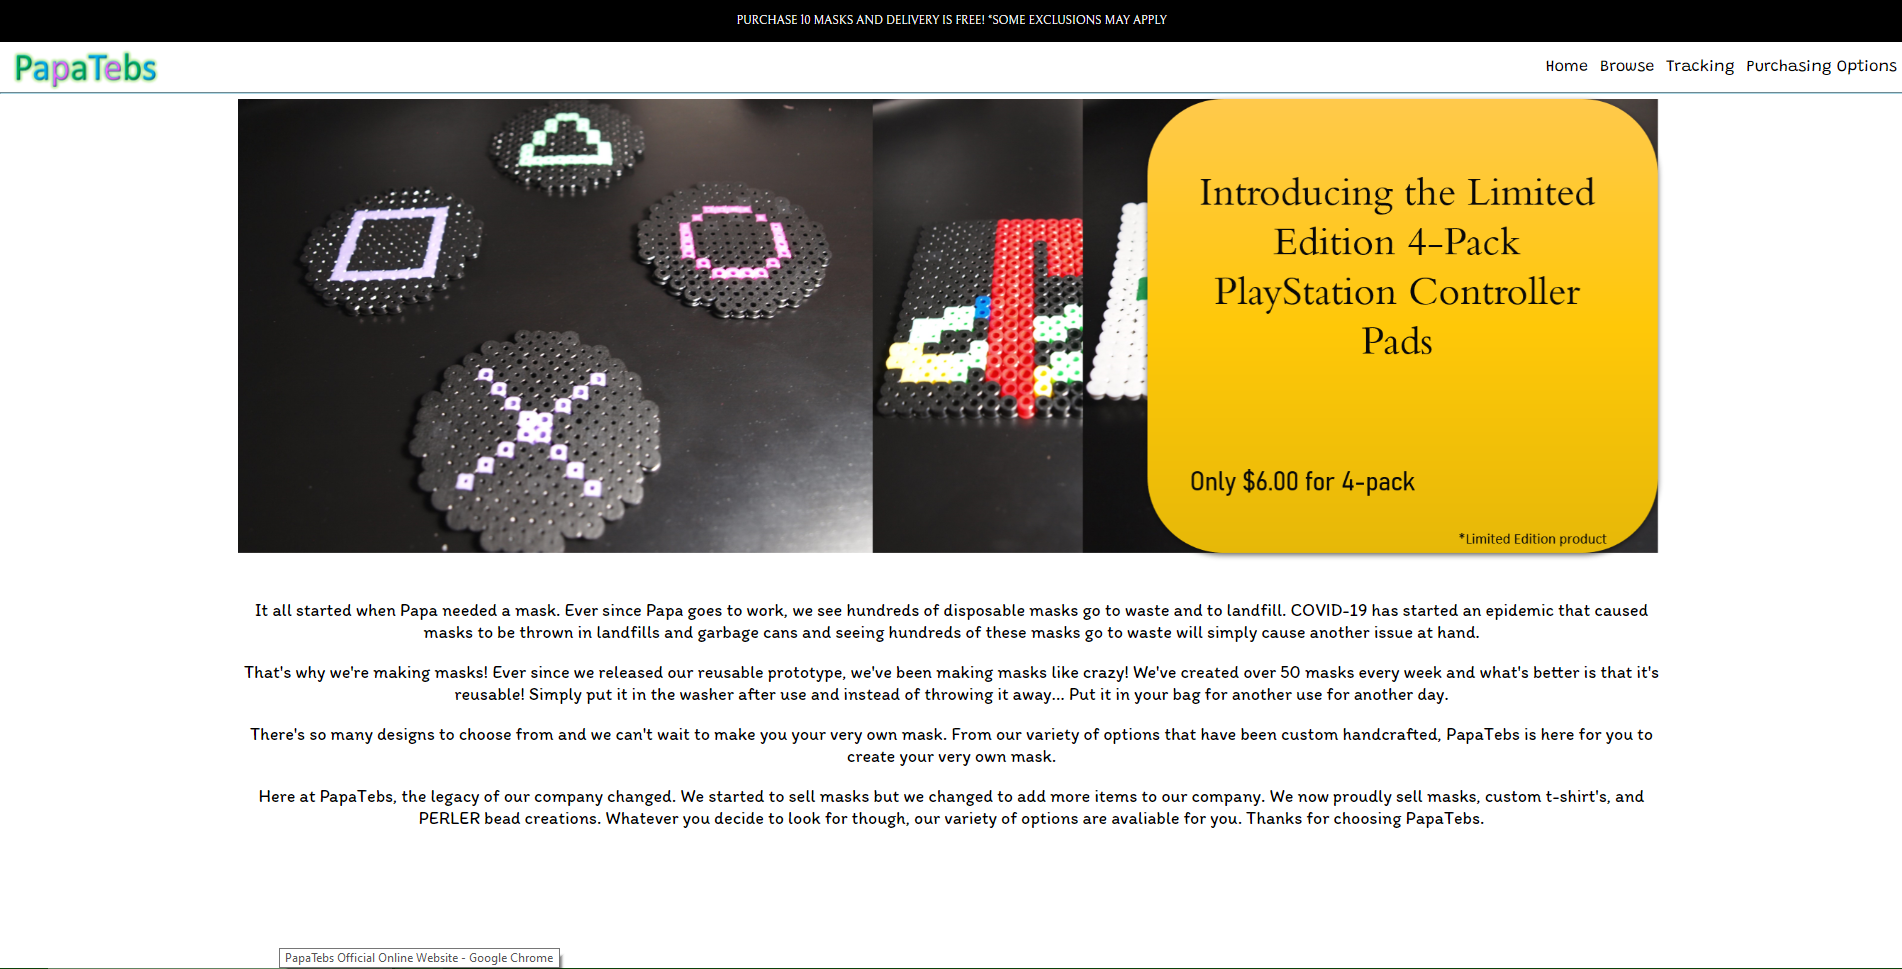 PURCHASE 10 MASKS AND DELIVERY IS FREE! *SOME EXCLUSIONS MAY APPLY
PapaTebs
Home Browse Tracking Purchasing Options
Introducing the Limited
Edition 4-Pack
PlayStation Controller
Pads
Only $6.00 for 4-pack
*Limited Edition product
It all started when Papa needed a mask. Ever since Papa goes to work, we see hundreds of disposable masks go to waste and to landfill. COVID-19 has started an epidemic that caused
masks to be thrown in landfills and garbage cans and seeing hundreds of these masks go to waste will simply cause another issue at hand.
That's why we're making masks! Ever since we released our reusable prototype, we've been making masks like crazy! We've created over 50 masks every week and what's better is that it's
reusable! Simply put it in the washer after use and instead of throwing it away... Put it in your bag for another use for another day.
There's so many designs to choose from and we can't wait to make you your very own mask. From our variety of options that have been custom handcrafted, PapaTebs is here for you to
create your very own mask.
Here at PapaTebs, the legacy of our company changed. We started to sell masks but we changed to add more items to our company. We now proudly sell masks, custom t-shirt's, and
PERLER bead creations. Whatever you decide to look for though, our variety of options are avaliable for you. Thanks for choosing PapaTebs.
PapaTebs Official Online Website - Google Chrome